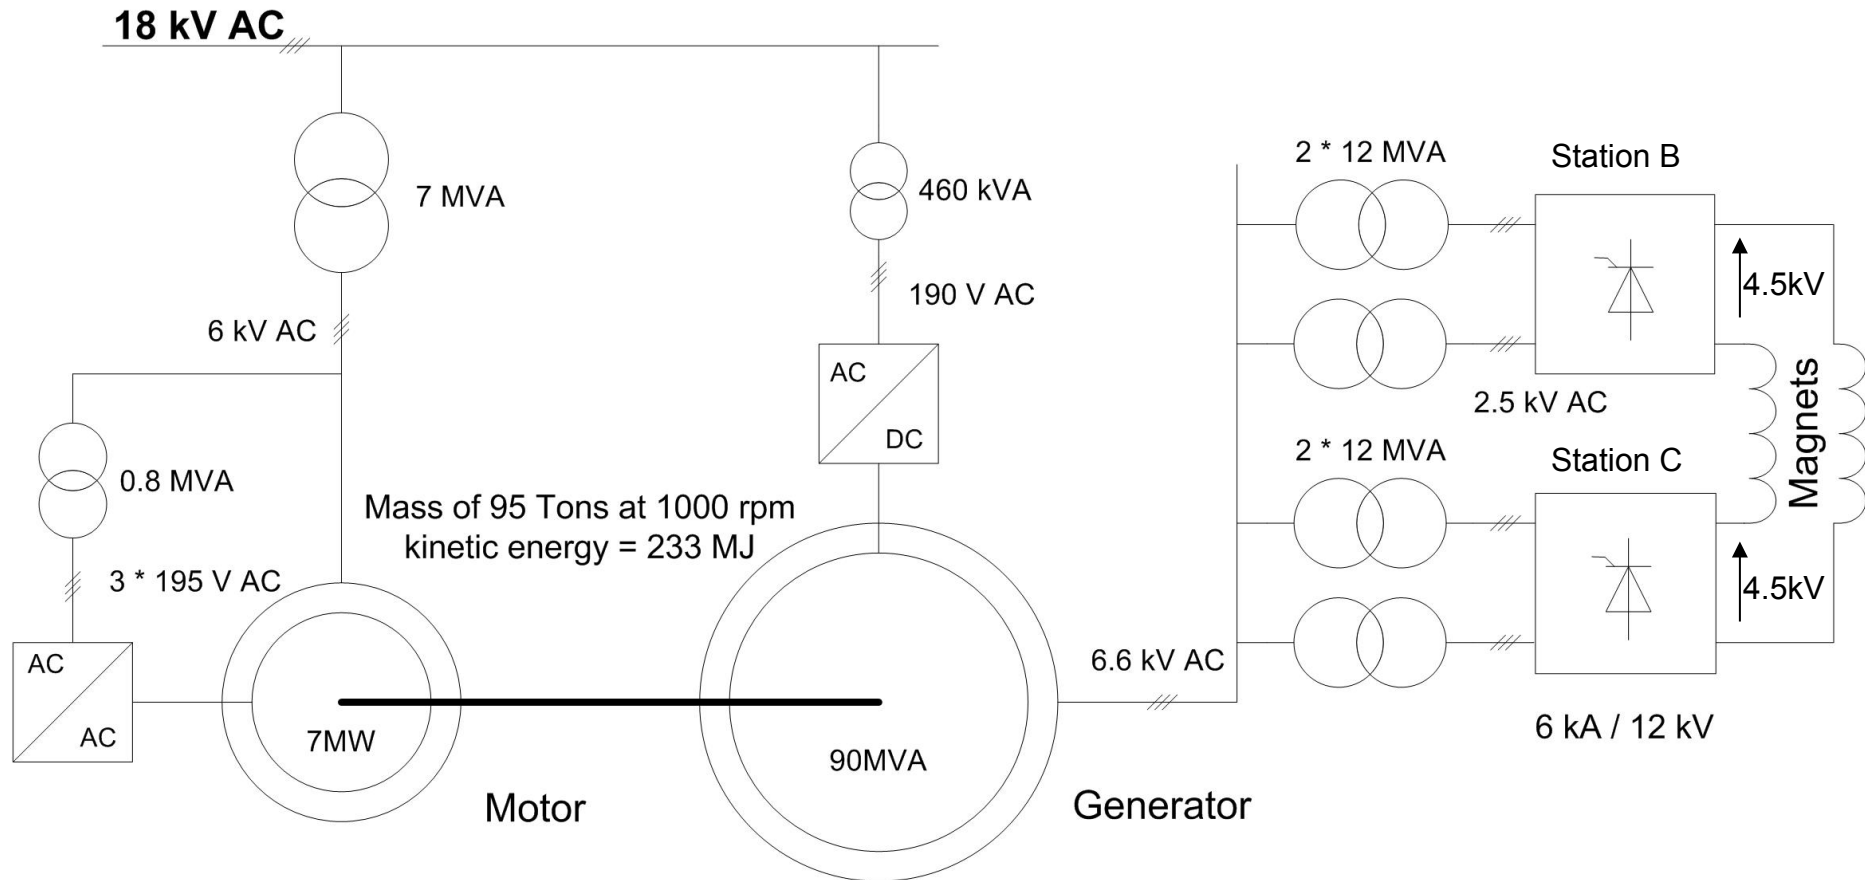 18 kV AC
7 MVA
460 kVA
190 V AC
6 kV AC
AC
DC
0.8 MVA
3 * 195 V AC
AC
AC
Mass of 95 Tons at 1000 rpm
kinetic energy = 233 MJ
7MW
Motor
90MVA
Generator
6.6 kV AC
2 * 12 MVA
Station B
4.5kV
2.5 kV AC
Magnets
2 * 12 MVA
Station C
4.5kV
6 kA / 12 kV